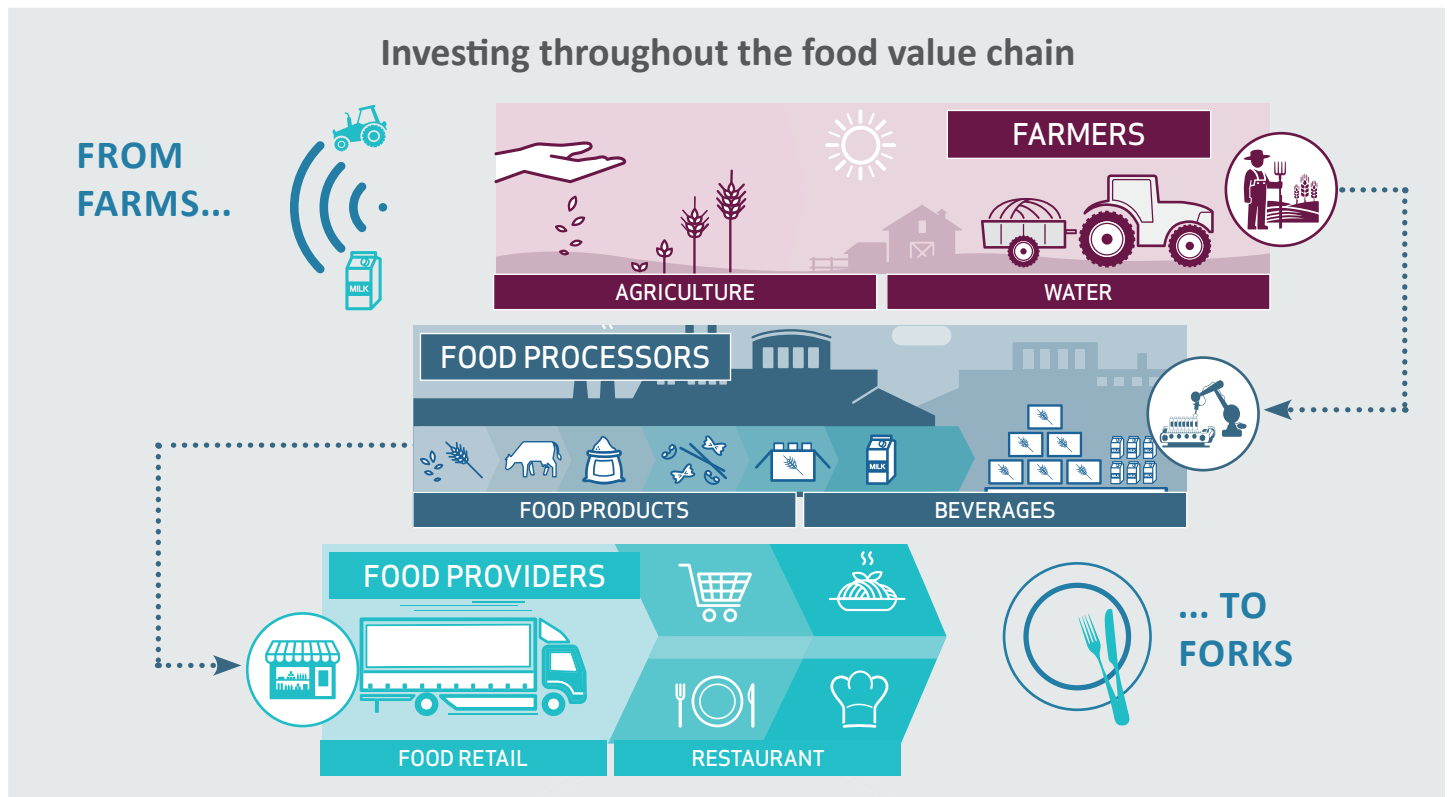 Investing throughout the food value chain
FROM
FARMS...
MILK
FARMERS
AGRICULTURE
WATER
FOOD PROCESSORS
MILK
FOOD PRODUCTS
BEVERAGES
FOOD PROVIDERS
... TO
FORKS
FOOD RETAIL
RESTAURANT